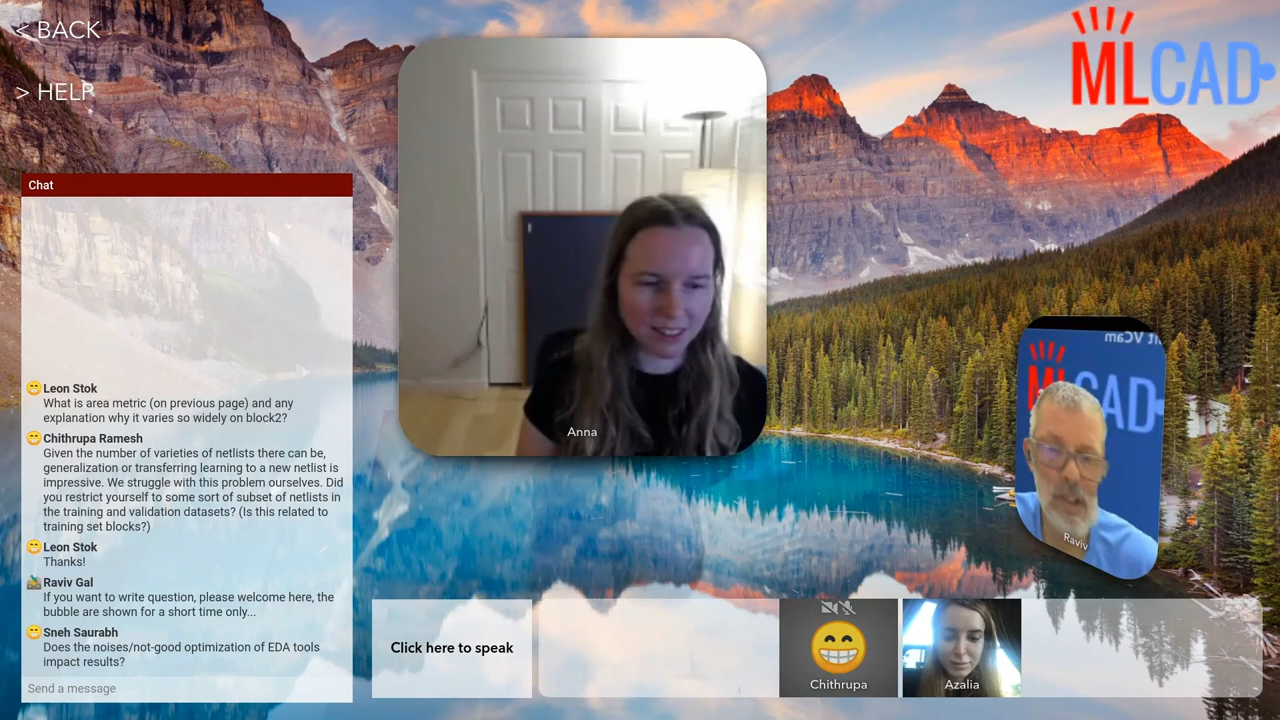 < BACK
> HELP
MLCAD
Chat
Leon Stok
What is area metric (on previous page) and any
explanation why it varies so widely on block2?
Chithrupa Ramesh
Given the number of varieties of netlists there can be,
generalization or transferring learning to a new netlist is
impressive. We struggle with this problem ourselves. Did
you restrict yourself to some sort of subset of netlists in
the training and validation datasets? (Is this related to
training set blocks?)
Leon Stok
Thanks!
Raviv Gal
If you want to write question, please welcome here, the
bubble are shown for a short time only...
Sneh Saurabh
Does the noises/not-good optimization of EDA tools
impact results?
Send a message
Anna
VCam
MLCAD
Raviv
Click here to speak
Chithrupa
Azalia